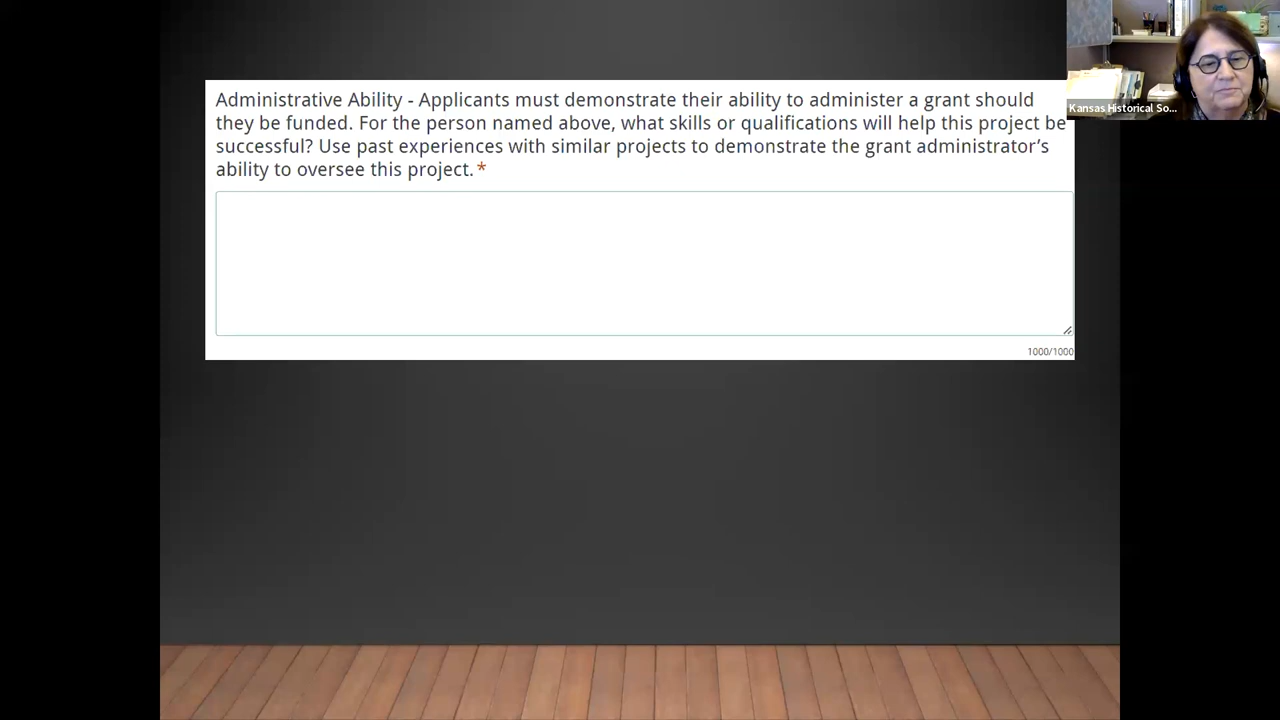 Administrative Ability - Applicants must demonstrate their ability to administer a grant should
they be funded. For the person named above, what skills or qualifications will help this project be
successful? Use past experiences with similar projects to demonstrate the grant administrator's
ability to oversee this project. *
1000/1000
Kansas Historical So...